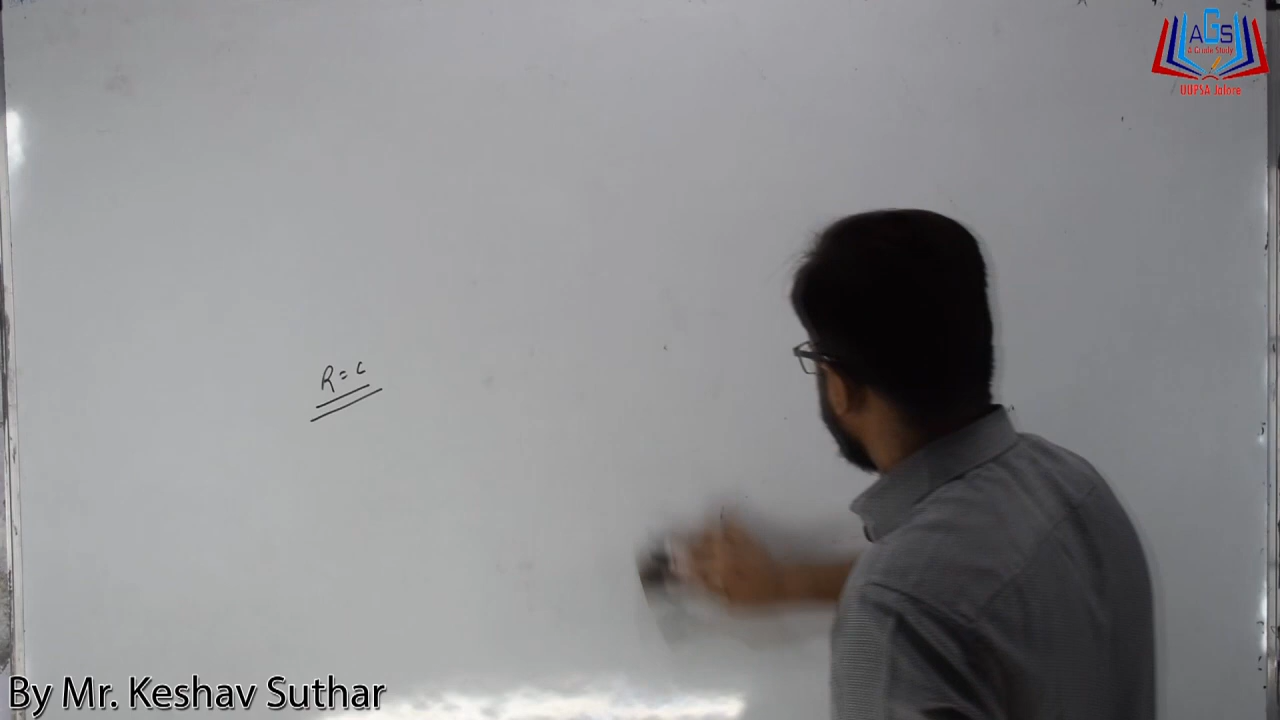 AGS
A Grade Study
UUPSA Jalore
R = c
By Mr. Keshav Suthar